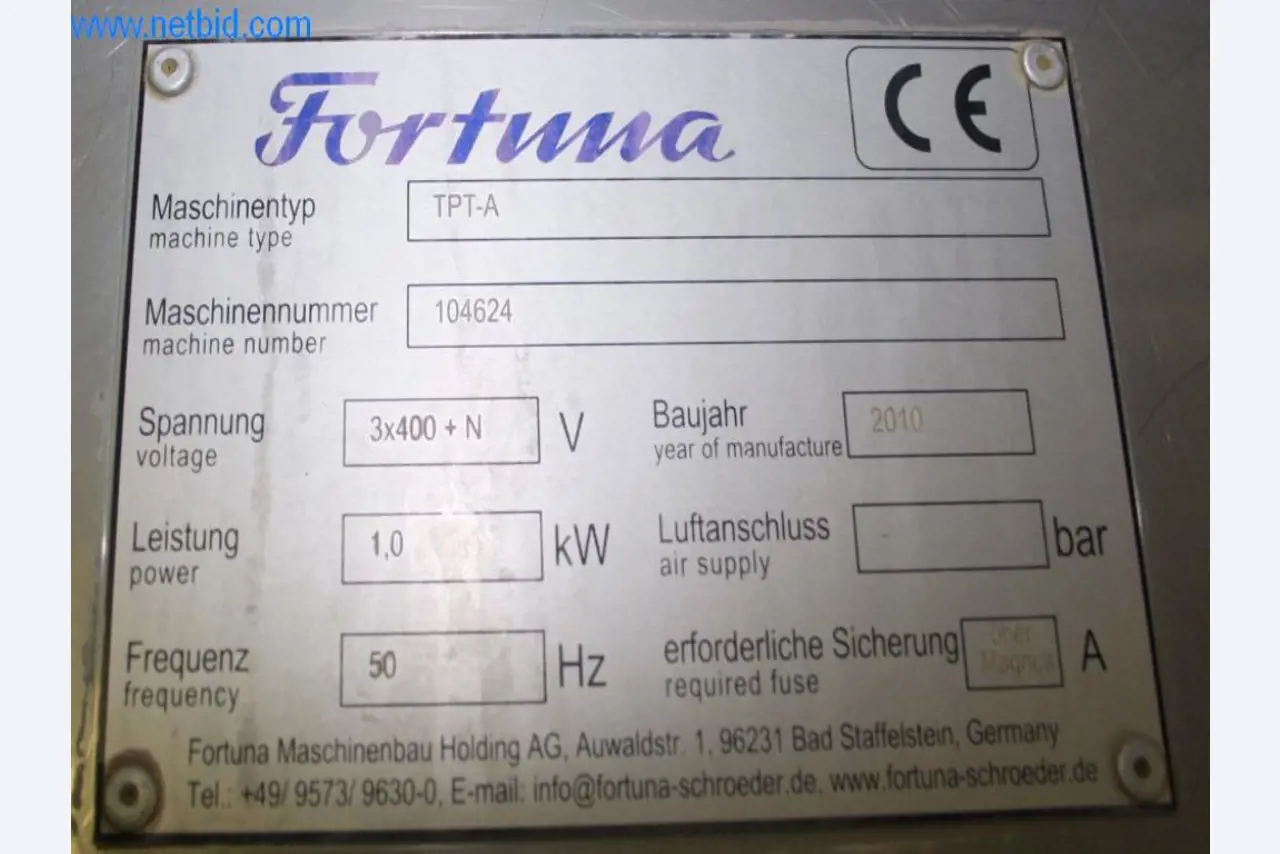 www.netbid.com
Fortuna
CE
Maschinentyp
machine type
TPT-A
Maschinennummer
machine number
104624
Spannung
voltage
3x400 + N
V
Baujahr
year of manufacture
2010
Leistung
power
1,0
kW
Luftanschluss
air supply
bar
Frequenz
frequency
50
Hz
erforderliche Sicherung
required fuse
über
Magnus
A
Fortuna Maschinenbau Holding AG, Auwaldstr. 1, 96231 Bad Staffelstein, Germany
Tel.: +49/ 9573/ 9630-0, E-mail: info@fortuna-schroeder.de, www.fortuna-schroeder.de